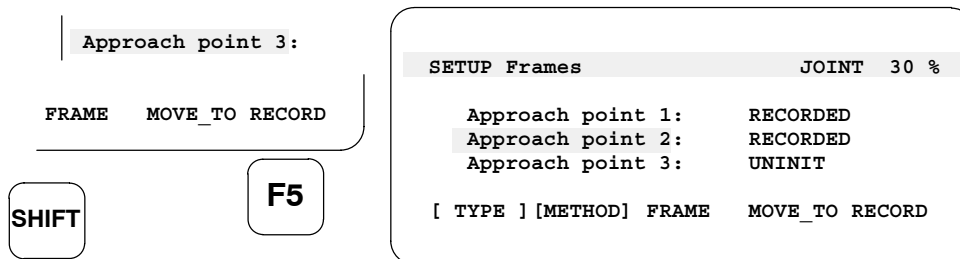 Approach point 3:
FRAME MOVE_TO RECORD
SHIFT
F5
SETUP Frames JOINT 30 %
Approach point 1: RECORDED
Approach point 2: RECORDED
Approach point 3: UNINIT
[ TYPE ][METHOD] FRAME MOVE_TO RECORD